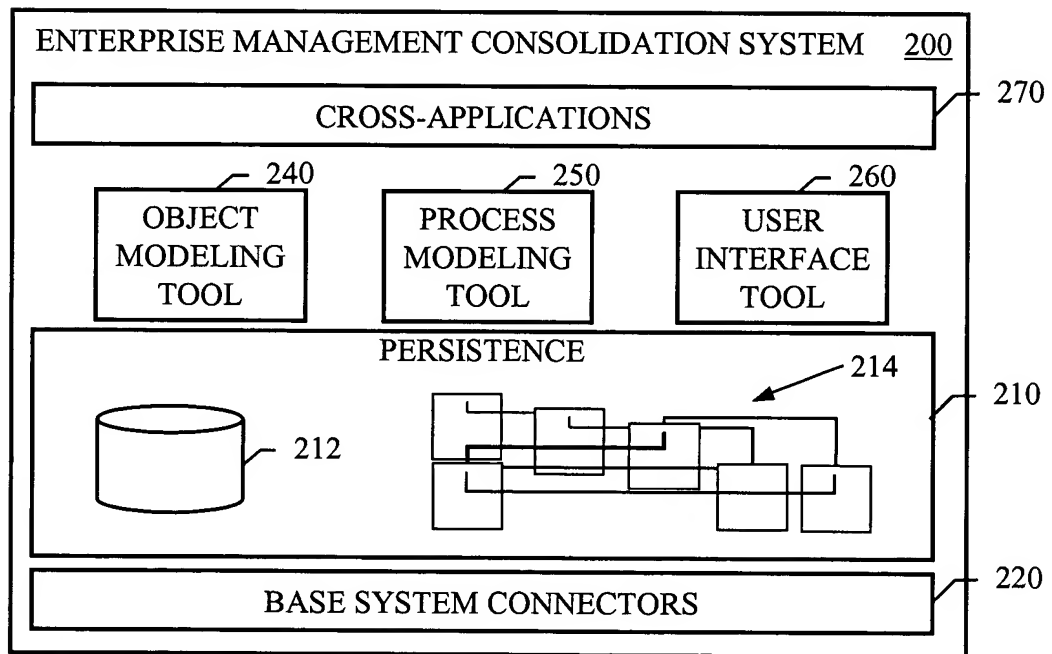 ENTERPRISE MANAGEMENT CONSOLIDATION SYSTEM 200
CROSS-APPLICATIONS
270
240
250
260
OBJECT
MODELING
TOOL
PROCESS
MODELING
TOOL
USER
INTERFACE
TOOL
PERSISTENCE
214
210
212
220
BASE SYSTEM CONNECTORS